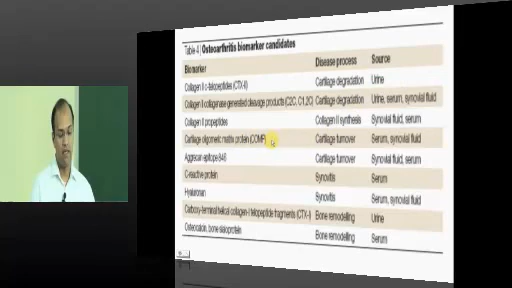 Table 4 | Osteoarthritis biomarker candidates
Biomarker Disease process Source
Collagen II c-telopeptides (CTX-II) Cartilage degradation Urine
Collagen II collagenase generated cleavage products (C2C, C1,2C) Cartilage degradation Urine, serum, synovial fluid
Collagen II propeptides Collagen II synthesis Synovial fluid, serum
Cartilage oligomeric matrix protein (COMP) Cartilage turnover Serum, synovial fluid
Aggrecan epitope 846 Cartilage turnover Synovial fluid, serum
C-reactive protein Synovitis Serum
Hyaluronan Synovitis Serum, synovial fluid
Carboxy-terminal helical collagen-I telopeptide fragments (CTX-I) Bone remodelling Urine
Osteocalcin, bone sialoprotein Bone remodelling Serum